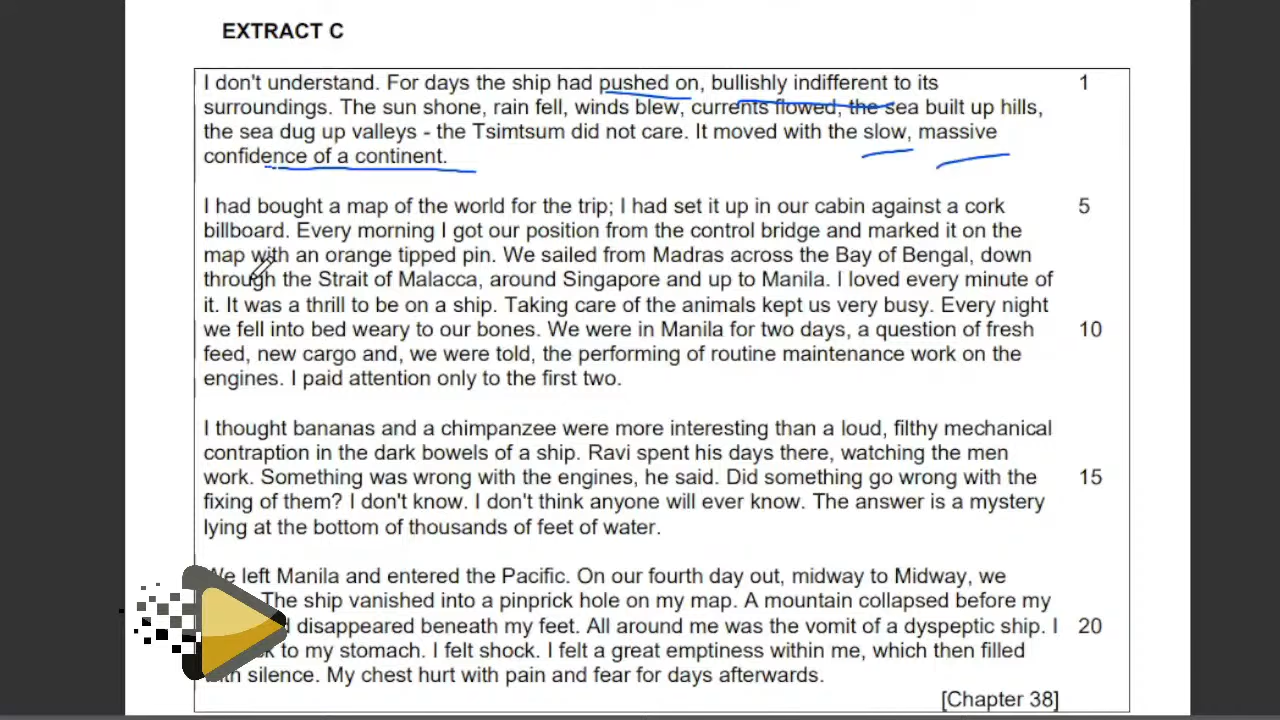 EXTRACT C
I don't understand. For days the ship had pushed on, bullishly indifferent to its 1
surroundings. The sun shone, rain fell, winds blew, currents flowed, the sea built up hills,
the sea dug up valleys - the Tsimtsum did not care. It moved with the slow, massive
confidence of a continent.
I had bought a map of the world for the trip; I had set it up in our cabin against a cork 5
billboard. Every morning I got our position from the control bridge and marked it on the
map with an orange tipped pin. We sailed from Madras across the Bay of Bengal, down
through the Strait of Malacca, around Singapore and up to Manila. I loved every minute of
it. It was a thrill to be on a ship. Taking care of the animals kept us very busy. Every night
we fell into bed weary to our bones. We were in Manila for two days, a question of fresh 10
feed, new cargo and, we were told, the performing of routine maintenance work on the
engines. I paid attention only to the first two.
I thought bananas and a chimpanzee were more interesting than a loud, filthy mechanical
contraption in the dark bowels of a ship. Ravi spent his days there, watching the men
work. Something was wrong with the engines, he said. Did something go wrong with the 15
fixing of them? I don't know. I don't think anyone will ever know. The answer is a mystery
lying at the bottom of thousands of feet of water.
We left Manila and entered the Pacific. On our fourth day out, midway to Midway, we
The ship vanished into a pinprick hole on my map. A mountain collapsed before my
disappeared beneath my feet. All around me was the vomit of a dyspeptic ship. I 20
to my stomach. I felt shock. I felt a great emptiness within me, which then filled
with silence. My chest hurt with pain and fear for days afterwards.
[Chapter 38]